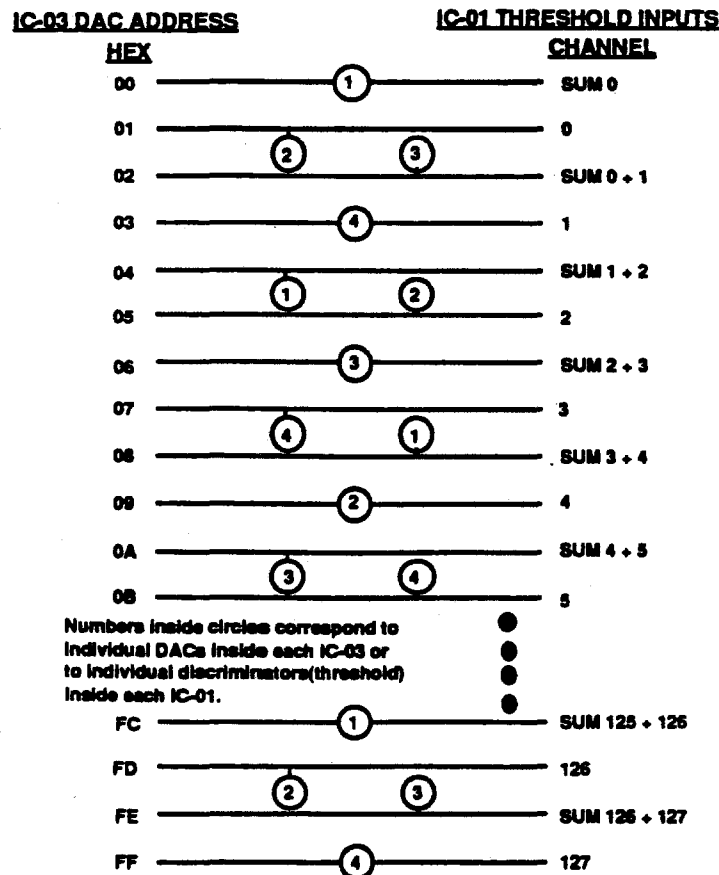 IC-03 DAC ADDRESS
IC-01 THRESHOLD INPUTS
HEX
CHANNEL
00 1 SUM 0
01 0
2 3
02 SUM 0 + 1
03 4 1
04 SUM 1 + 2
1 2
05 2
06 3 SUM 2 + 3
07 3
4 1
08 SUM 3 + 4
09 2 4
0A SUM 4 + 5
3 4
0B 5
Numbers inside circles correspond to
individual DACs inside each IC-03 or
to individual discriminators(threshold)
inside each IC-01.
FC 1 SUM 125 + 126
FD 126
2 3
FE SUM 126 + 127
FF 4 127